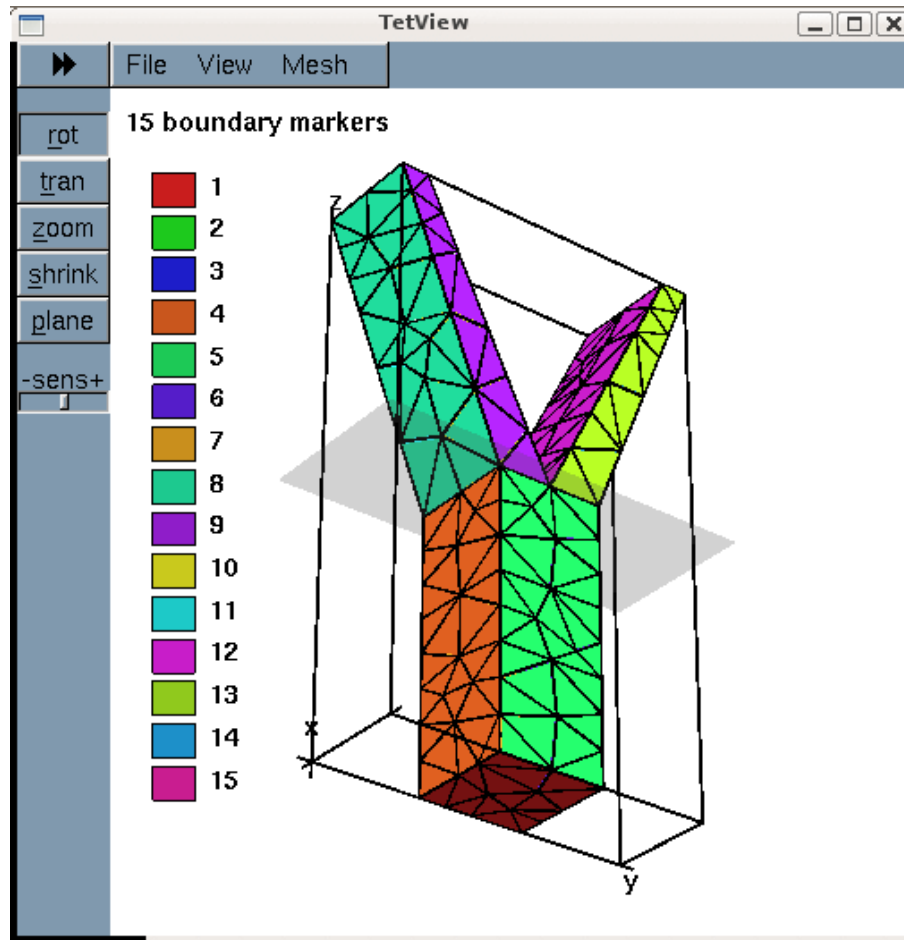 TetView
File View Mesh
rot
tran
zoom
shrink
plane
-sens+
15 boundary markers
1
2
3
4
5
6
7
8
9
10
11
12
13
14
15
z
x
y